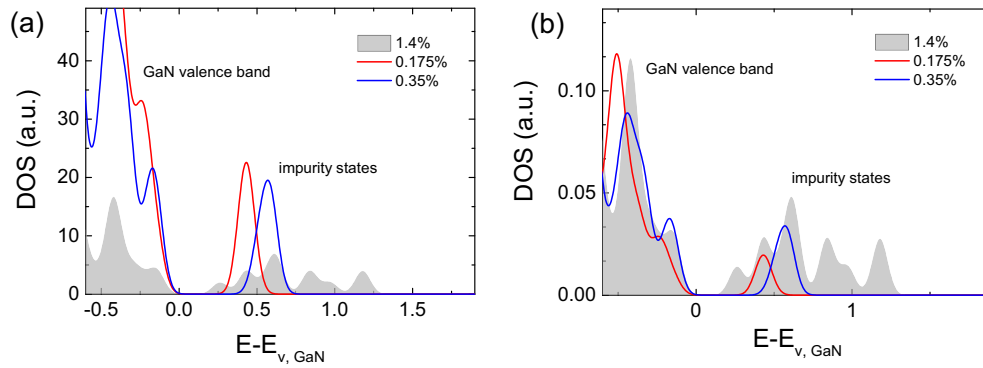 (a)
DOS (a.u.)
40
30
20
10
0
-0.5
0.0
0.5
1.0
1.5
E-Ev, GaN
GaN valence band
impurity states
1.4%
0.175%
0.35%
(b)
DOS (a.u.)
0.10
0.05
0.00
0
1
E-Ev, GaN
GaN valence band
impurity states
1.4%
0.175%
0.35%